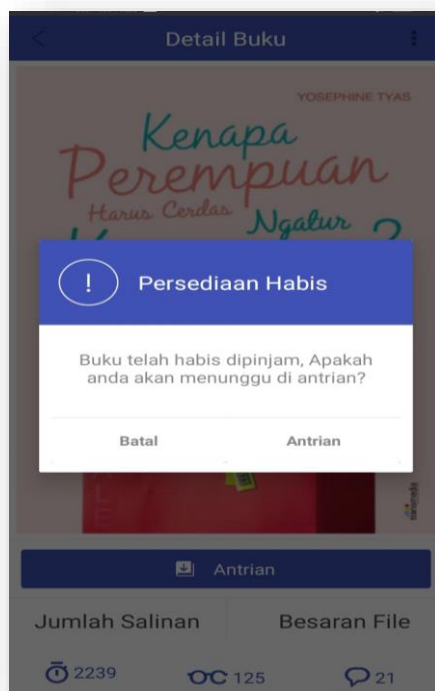 Detail Buku
YOSEPHINE TYAS
Kenapa
Perempuan
Harus Cerdas Ngatur
?
!
Persediaan Habis
Buku telah habis dipinjam, Apakah
anda akan menunggu di antrian?
Batal
Antrian
transmedia
Antrian
Jumlah Salinan
Besaran File
2239
125
21